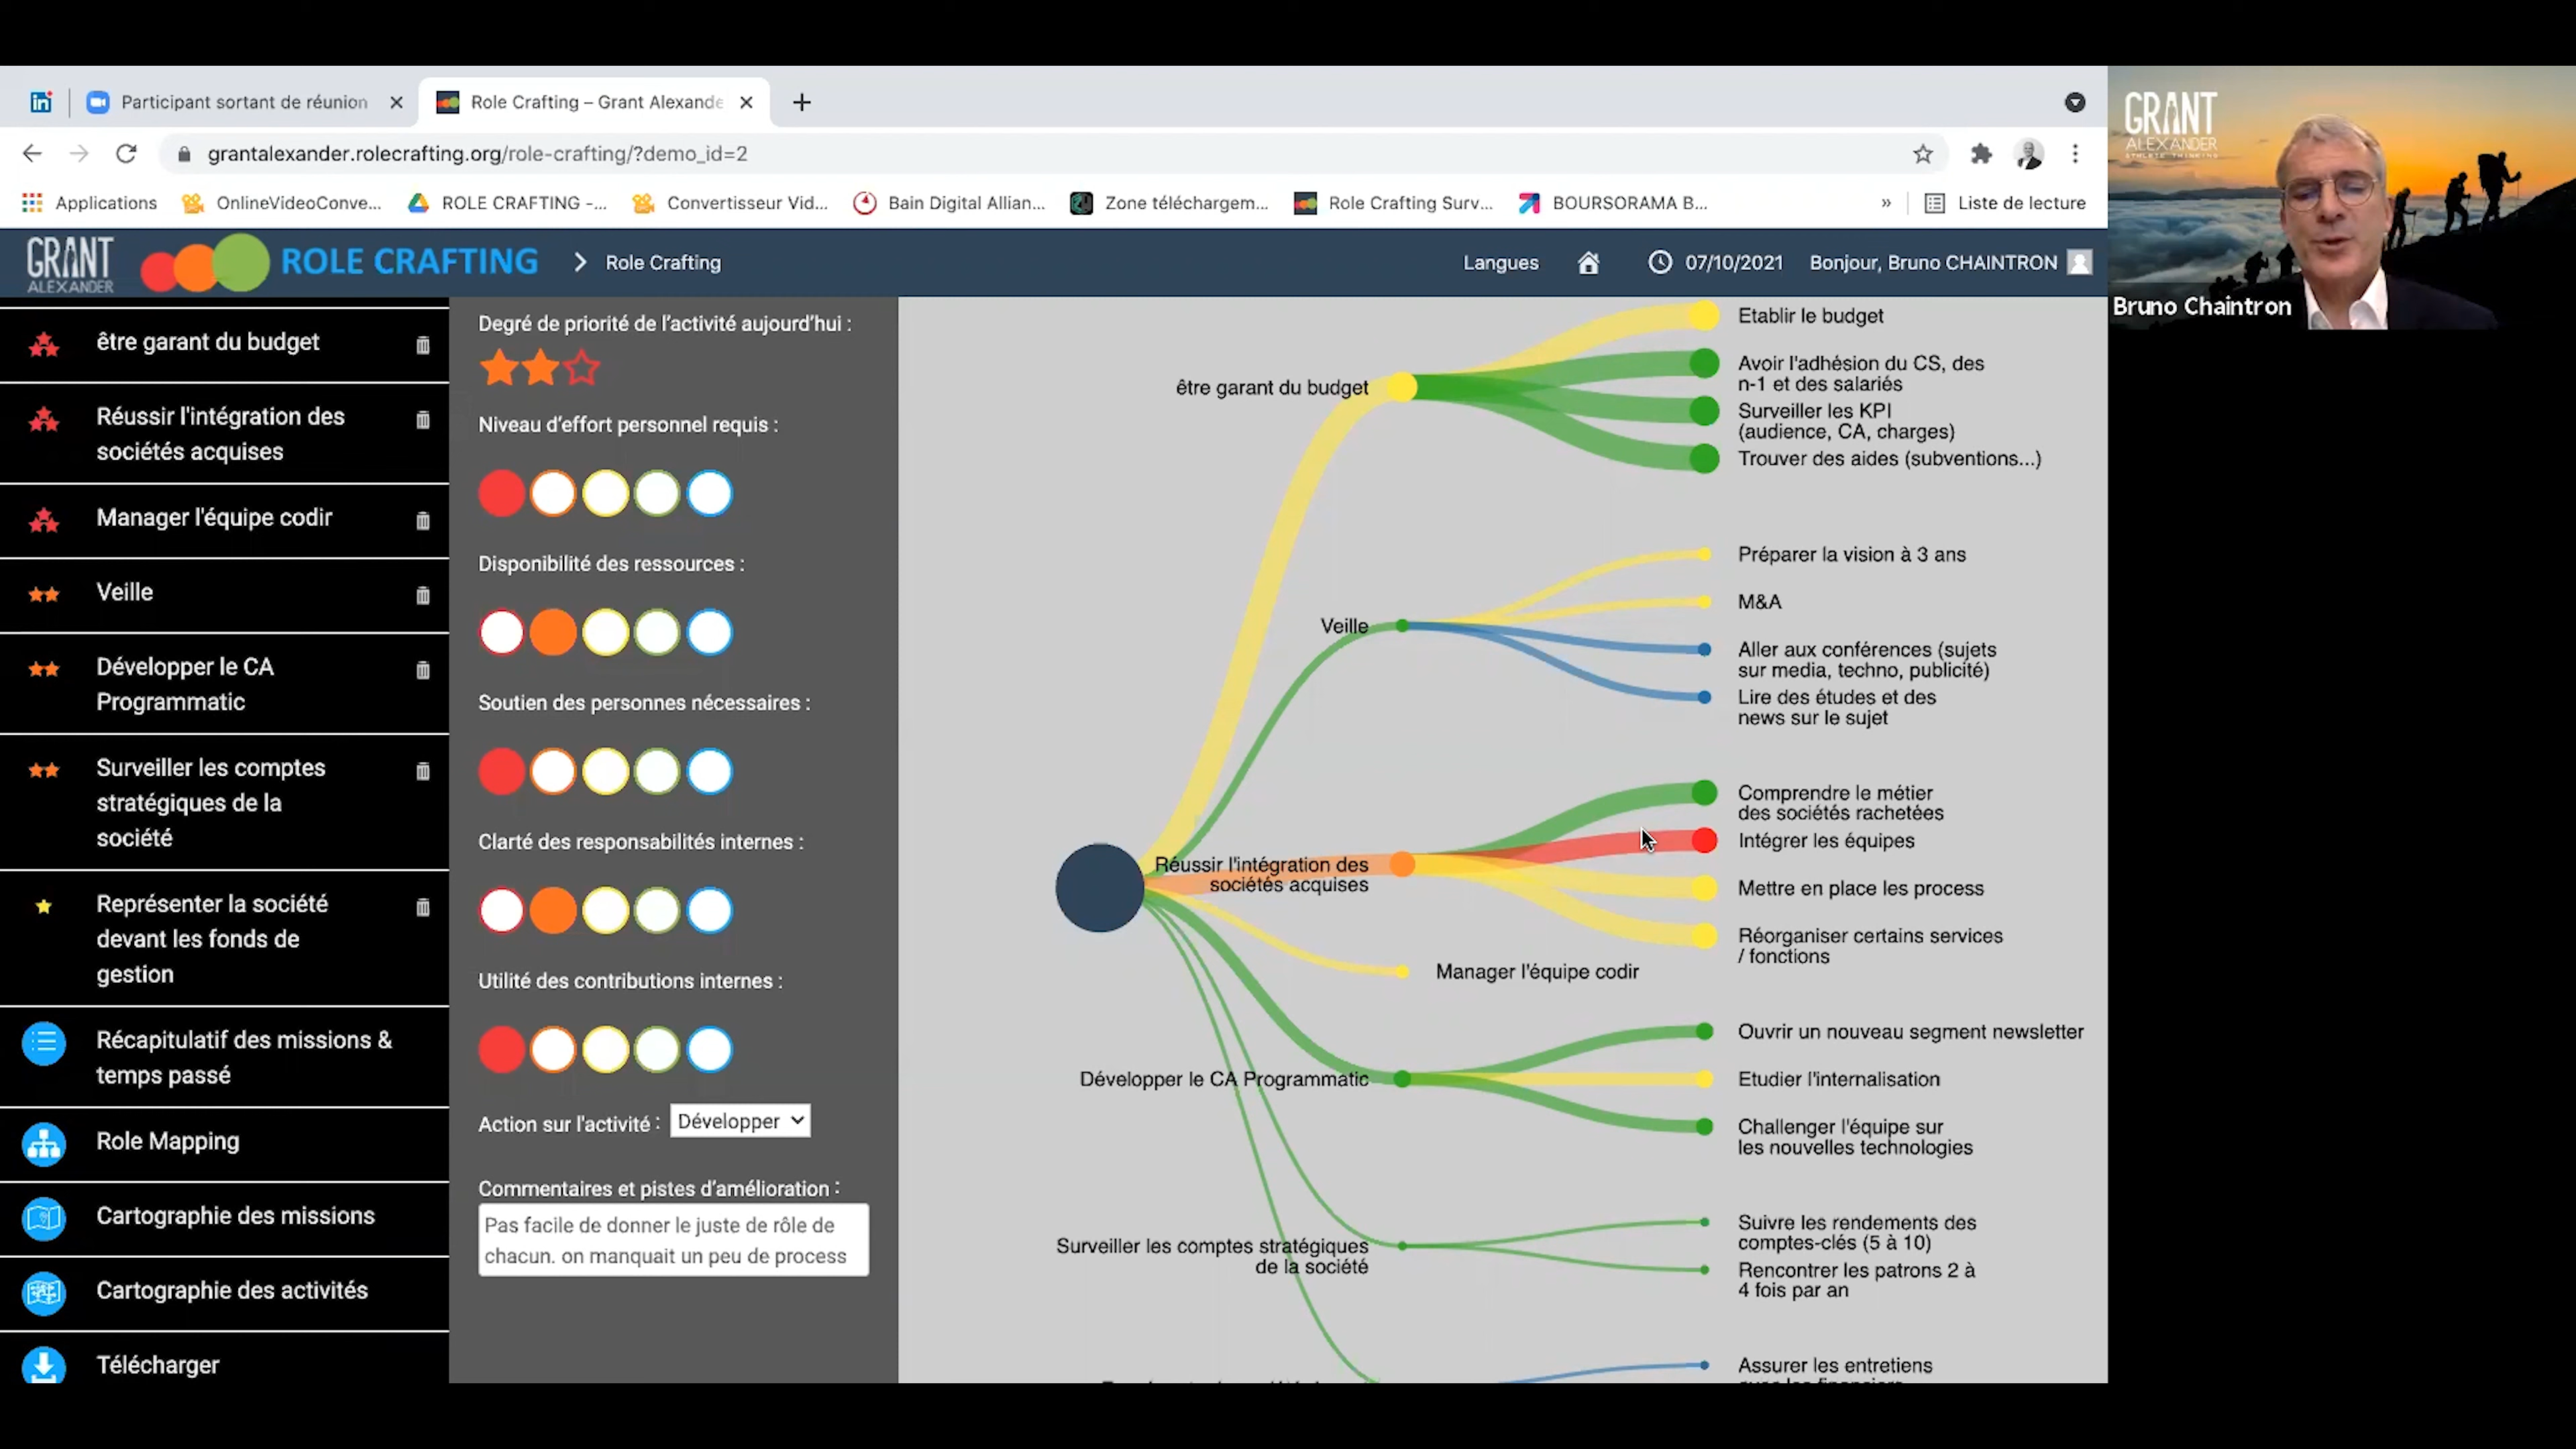 Participant sortant de réunion
Role Crafting – Grant Alexande
grantalexander.rolecrafting.org/role-crafting/?demo_id=2
Applications
OnlineVideoConve...
ROLE CRAFTING -...
Convertisseur Vid...
Bain Digital Allian...
Zone téléchargem...
Role Crafting Surv...
BOURSORAMA B...
»
Liste de lecture
GRANT
ALEXANDER
ROLE CRAFTING
Role Crafting
Langues
07/10/2021
Bonjour, Bruno CHAINTRON
être garant du budget
Réussir l'intégration des
sociétés acquises
Manager l'équipe codir
Veille
Développer le CA
Programmatic
Surveiller les comptes
stratégiques de la
société
Représenter la société
devant les fonds de
gestion
Récapitulatif des missions &
temps passé
Role Mapping
Cartographie des missions
Cartographie des activités
Télécharger
Degré de priorité de l'activité aujourd'hui :
Niveau d'effort personnel requis :
Disponibilité des ressources :
Soutien des personnes nécessaires :
Clarté des responsabilités internes :
Utilité des contributions internes :
Action sur l'activité :
Développer
Commentaires et pistes d'amélioration :
Pas facile de donner le juste de rôle de
chacun. on manquait un peu de process
être garant du budget
Etablir le budget
Avoir l'adhésion du CS, des
n-1 et des salariés
Surveiller les KPI
(audience, CA, charges)
Trouver des aides (subventions...)
Veille
Préparer la vision à 3 ans
M&A
Aller aux conférences (sujets
sur media, techno, publicité)
Lire des études et des
news sur le sujet
Réussir l'intégration des
sociétés acquises
Comprendre le métier
des sociétés rachetées
Intégrer les équipes
Mettre en place les process
Réorganiser certains services
/ fonctions
Manager l'équipe codir
Développer le CA Programmatic
Ouvrir un nouveau segment newsletter
Etudier l'internalisation
Challenger l'équipe sur
les nouvelles technologies
Surveiller les comptes stratégiques
de la société
Suivre les rendements des
comptes-clés (5 à 10)
Rencontrer les patrons 2 à
4 fois par an
Assurer les entretiens
GRANT
ALEXANDER
ATHLETE THINKING
Bruno Chaintron